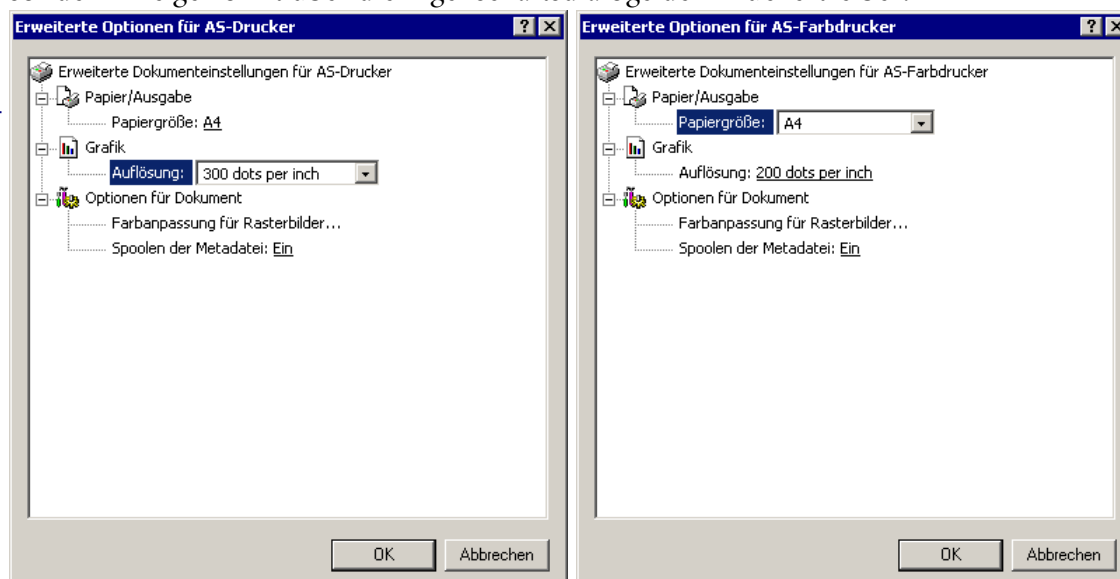 Erweiterte Optionen für AS-Drucker
Erweiterte Dokumenteinstellungen für AS-Drucker
Papier/Ausgabe
Papiergröße: A4
Grafik
Auflösung: 300 dots per inch
Optionen für Dokument
Farbanpassung für Rasterbilder...
Spoolen der Metadatei: Ein
OK Abbrechen
Erweiterte Optionen für AS-Farbdrucker
Erweiterte Dokumenteinstellungen für AS-Farbdrucker
Papier/Ausgabe
Papiergröße: A4
Grafik
Auflösung: 200 dots per inch
Optionen für Dokument
Farbanpassung für Rasterbilder...
Spoolen der Metadatei: Ein
OK Abbrechen